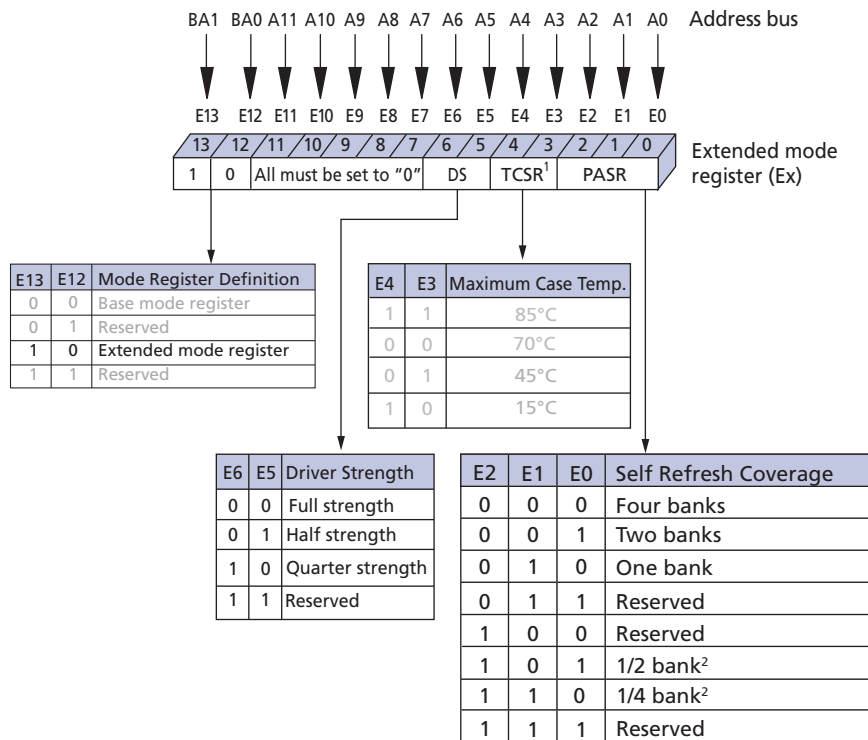 BA1 BA0 A11 A10 A9 A8 A7 A6 A5 A4 A3 A2 A1 A0 Address bus
E13 E12 E11 E10 E9 E8 E7 E6 E5 E4 E3 E2 E1 E0
13 12 11 10 9 8 7 6 5 4 3 2 1 0
Extended mode
register (Ex)
1 0 All must be set to “0” DS TCSR1 PASR
E13 E12 Mode Register Definition
0 0 Base mode register
0 1 Reserved
1 0 Extended mode register
1 1 Reserved
E4 E3 Maximum Case Temp.
1 1 85°C
0 0 70°C
0 1 45°C
1 0 15°C
E6 E5 Driver Strength
0 0 Full strength
0 1 Half strength
1 0 Quarter strength
1 1 Reserved
E2 E1 E0 Self Refresh Coverage
0 0 0 Four banks
0 0 1 Two banks
0 1 0 One bank
0 1 1 Reserved
1 0 0 Reserved
1 0 1 1/2 bank2
1 1 0 1/4 bank2
1 1 1 Reserved